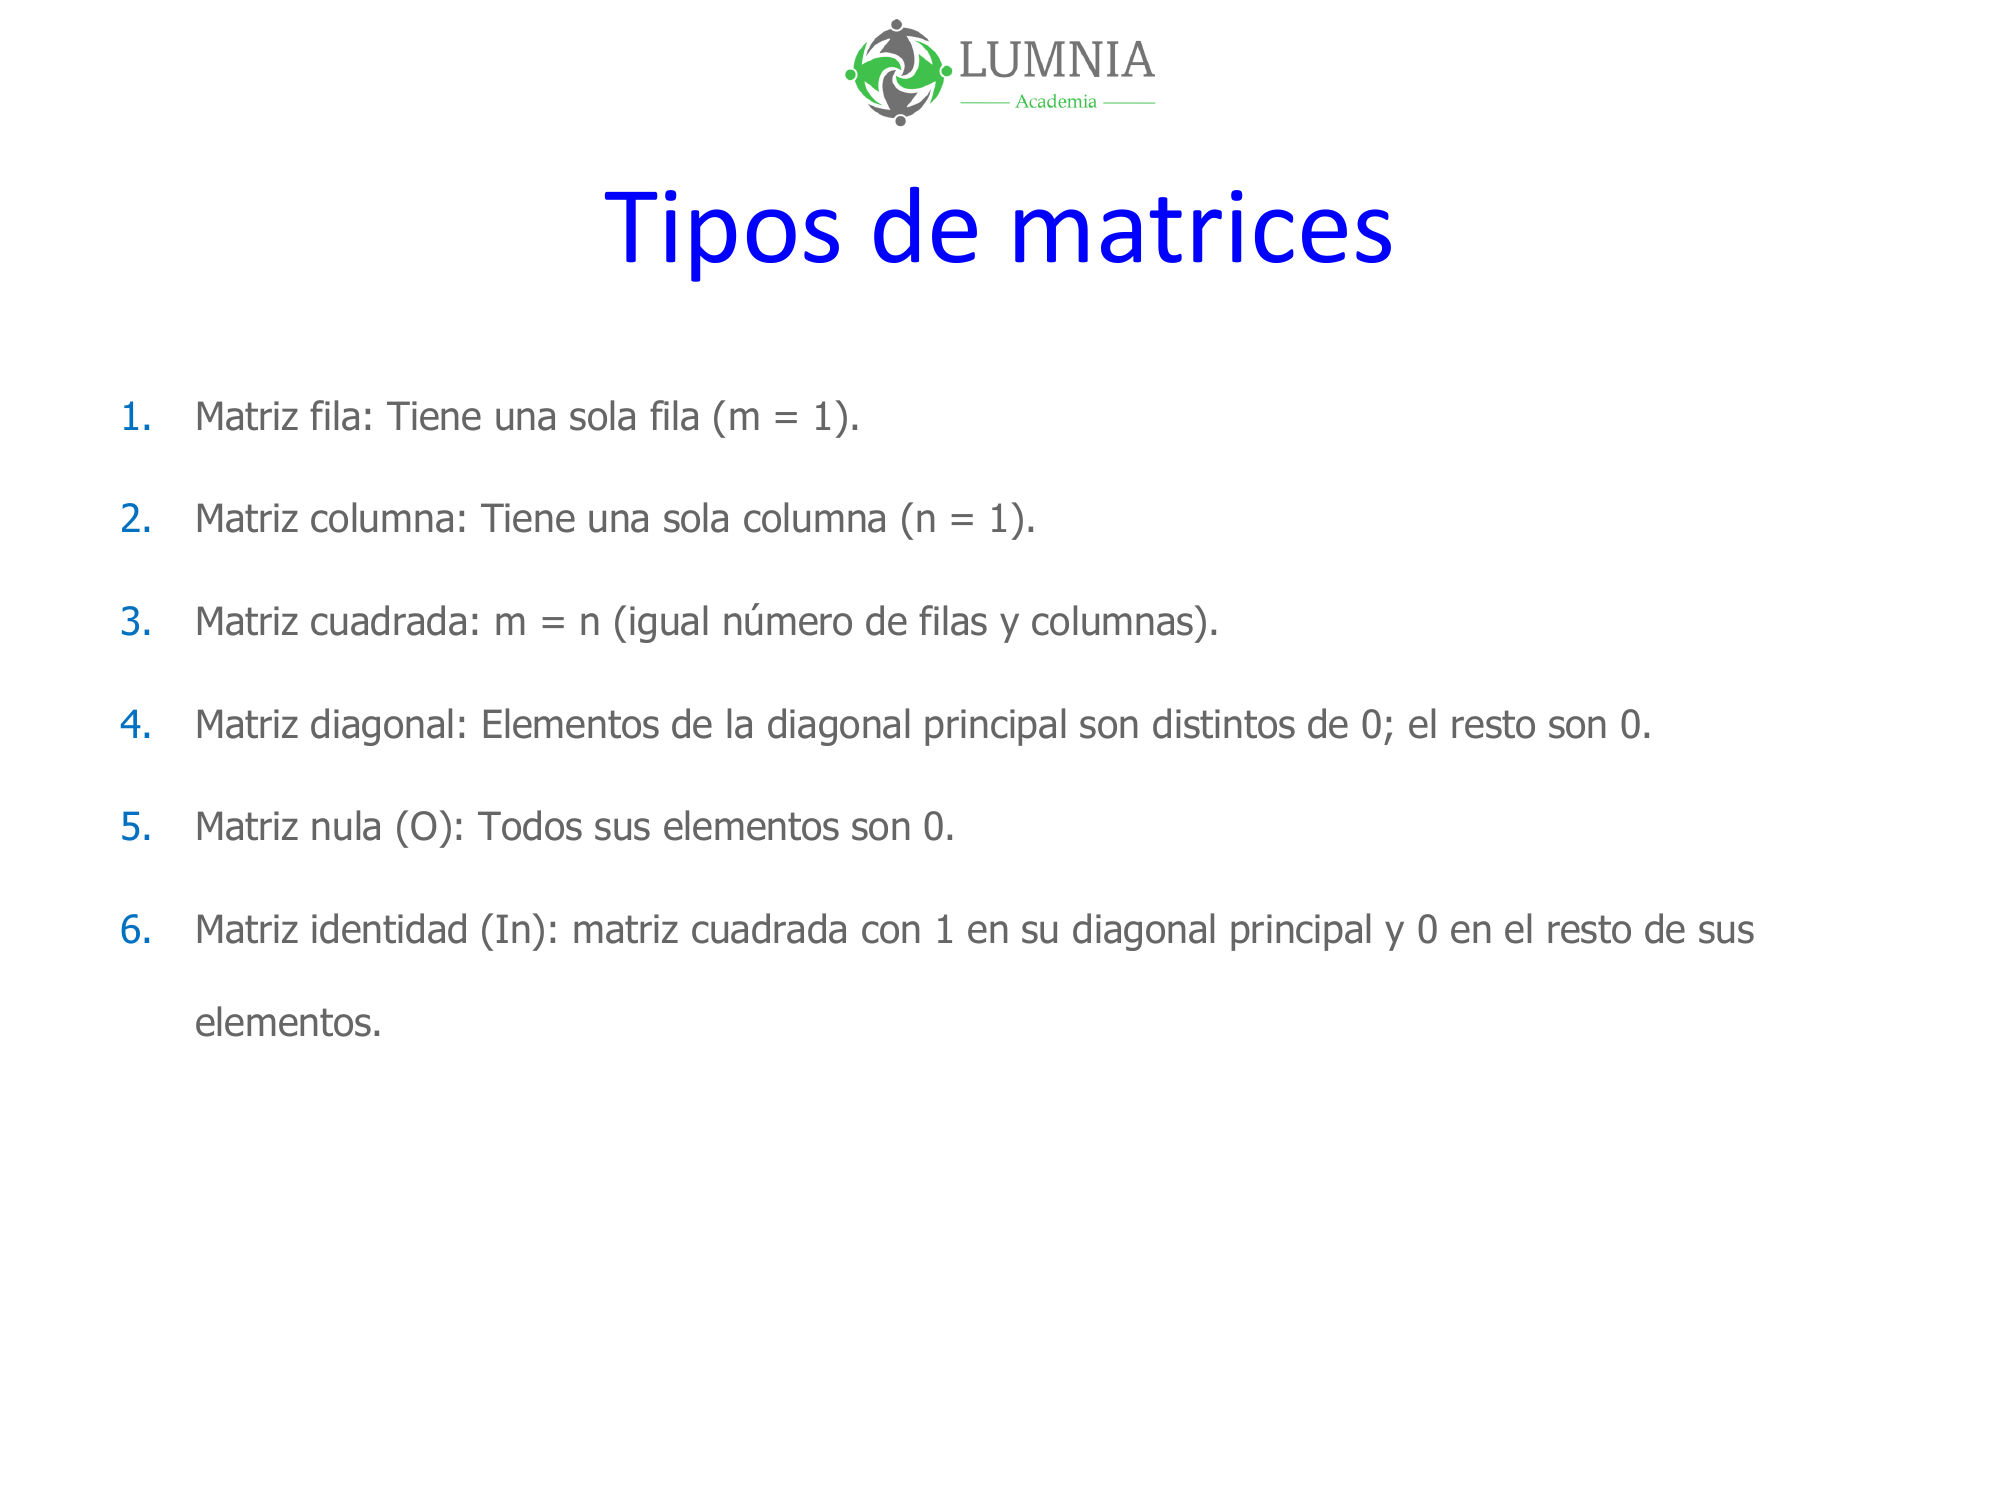 LUMNIA
Academia
Tipos de matrices
1. Matriz fila: Tiene una sola fila (m = 1).
2. Matriz columna: Tiene una sola columna (n = 1).
3. Matriz cuadrada: m = n (igual número de filas y columnas).
4. Matriz diagonal: Elementos de la diagonal principal son distintos de 0; el resto son 0.
5. Matriz nula (O): Todos sus elementos son 0.
6. Matriz identidad (In): matriz cuadrada con 1 en su diagonal principal y 0 en el resto de sus
elementos.